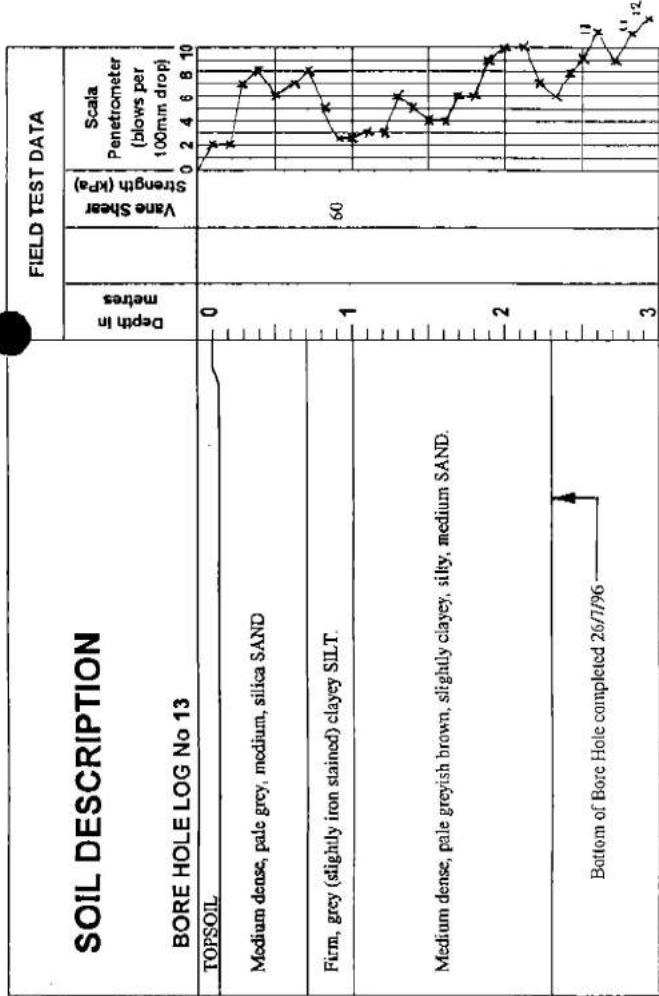 SOIL DESCRIPTION
BORE HOLE LOG No 13
Depth in
metres
FIELD TEST DATA
Vane Shear
Strength (kPa)
Scala
Penetrometer
(blows per
100mm drop)
0 2 4 6 8 10
TOPSOIL
0
Medium dense, pale grey, medium, silica SAND
Firm, grey (slightly iron stained) clayey SILT.
60
1
Medium dense, pale greyish brown, slightly clayey, silty, medium SAND.
2
11
11
12
Bottom of Bore Hole completed 26/7/96
3